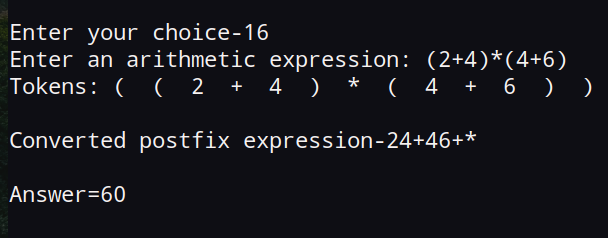 Enter your choice-16
Enter an arithmetic expression: (2+4)*(4+6)
Tokens: (  (  2  +  4  )  *  (  4  +  6  )  )
Converted postfix expression-24+46+*
Answer=60